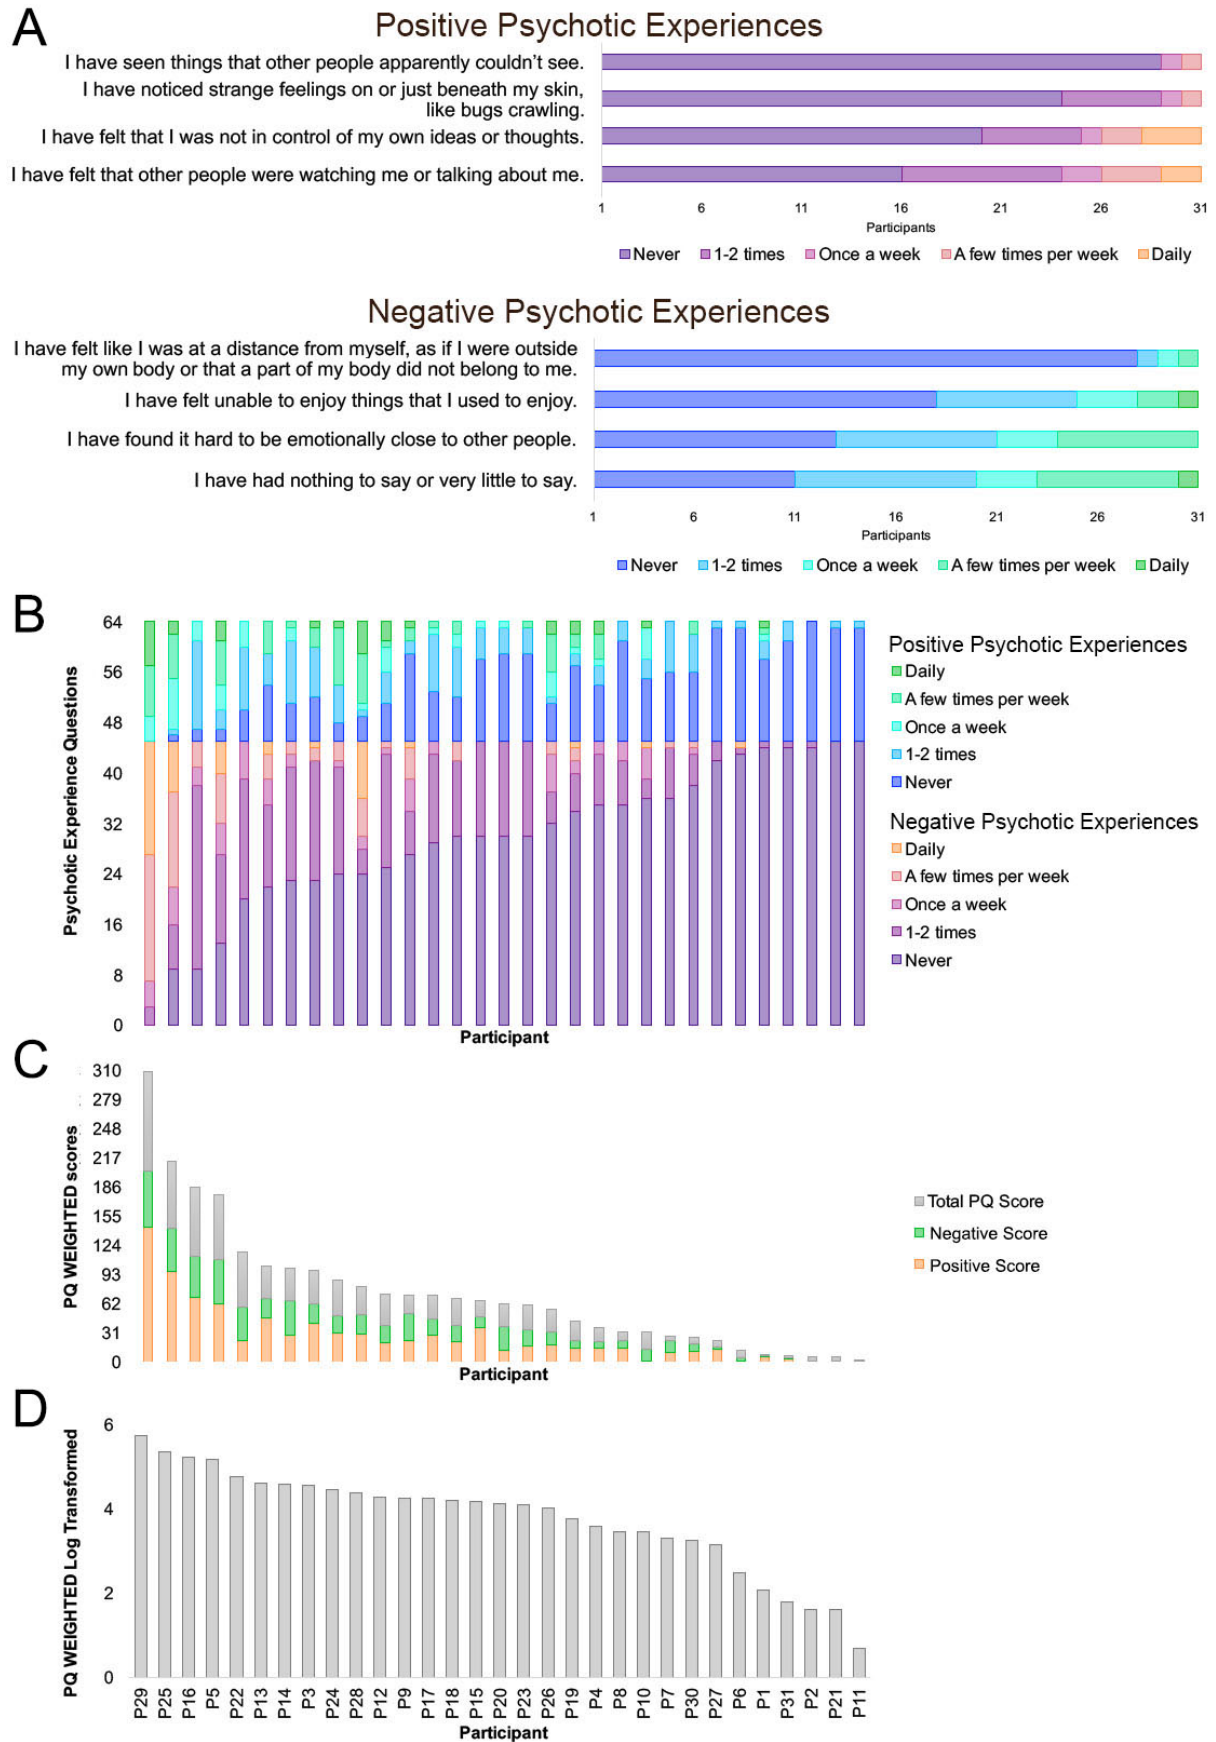 A
Positive Psychotic Experiences
I have seen things that other people apparently couldn't see.
I have noticed strange feelings on or just beneath my skin,
like bugs crawling.
I have felt that I was not in control of my own ideas or thoughts.
I have felt that other people were watching me or talking about me.
1 6 11 16 21 26 31
Participants
Never 1-2 times Once a week A few times per week Daily
Negative Psychotic Experiences
I have felt like I was at a distance from myself, as if I were outside
my own body or that a part of my body did not belong to me.
I have felt unable to enjoy things that I used to enjoy.
I have found it hard to be emotionally close to other people.
I have had nothing to say or very little to say.
1 6 11 16 21 26 31
Participants
Never 1-2 times Once a week A few times per week Daily
B
Psychotic Experience Questions
64
56
48
40
32
24
16
8
0
Participant
Positive Psychotic Experiences
Daily
A few times per week
Once a week
1-2 times
Never
Negative Psychotic Experiences
Daily
A few times per week
Once a week
1-2 times
Never
C
PQ WEIGHTED scores
310
279
248
217
186
155
124
93
62
31
0
Participant
Total PQ Score
Negative Score
Positive Score
D
PQ WEIGHTED Log Transformed
6
4
2
0
P29 P25 P16 P5 P22 P13 P14 P3 P24 P28 P12 P9 P17 P18 P15 P20 P23 P26 P19 P4 P8 P10 P7 P30 P27 P6 P1 P31 P2 P21 P11
Participant